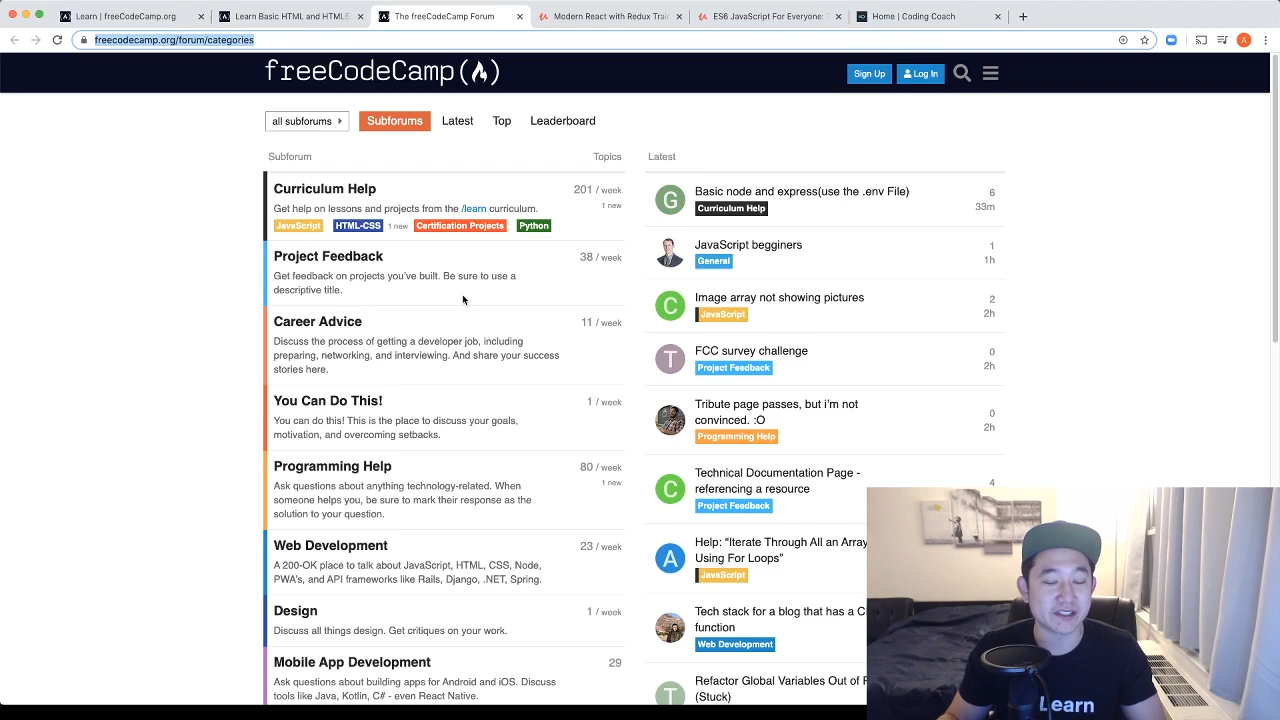 Learn | freeCodeCamp.org
Learn Basic HTML and HTML5
The freeCodeCamp Forum
Modern React with Redux Train
ES6 JavaScript For Everyone: T
Home | Coding Coach
freecodecamp.org/forum/categories
A
freeCodeCamp
Sign Up
Log In
all subforums
Subforums
Latest
Top
Leaderboard
Subforum
Topics
Curriculum Help
201 / week
Get help on lessons and projects from the /learn curriculum.
1 new
JavaScript
HTML-CSS
1 new
Certification Projects
Python
Project Feedback
38 / week
Get feedback on projects you've built. Be sure to use a
descriptive title.
Career Advice
11 / week
Discuss the process of getting a developer job, including
preparing, networking, and interviewing. And share your success
stories here.
You Can Do This!
1 / week
You can do this! This is the place to discuss your goals,
motivation, and overcoming setbacks.
Programming Help
80 / week
Ask questions about anything technology-related. When
1 new
someone helps you, be sure to mark their response as the
solution to your question.
Web Development
23 / week
A 200-OK place to talk about JavaScript, HTML, CSS, Node,
PWA's, and API frameworks like Rails, Django, .NET, Spring.
Design
1 / week
Discuss all things design. Get critiques on your work.
Mobile App Development
29
Ask questions about building apps for Android and iOS. Discuss
tools like Java, Kotlin, C# - even React Native.
Latest
G
Basic node and express(use the .env File)
6
Curriculum Help
33m
JavaScript begginers
1
General
1h
C
Image array not showing pictures
2
JavaScript
2h
T
FCC survey challenge
0
Project Feedback
2h
Tribute page passes, but i'm not
0
convinced. :O
2h
Programming Help
C
Technical Documentation Page -
4
referencing a resource
Project Feedback
A
Help: “Iterate Through All an Array
Using For Loops”
JavaScript
Tech stack for a blog that has a C
function
Web Development
T
Refactor Global Variables Out of F
(Stuck)
Learn